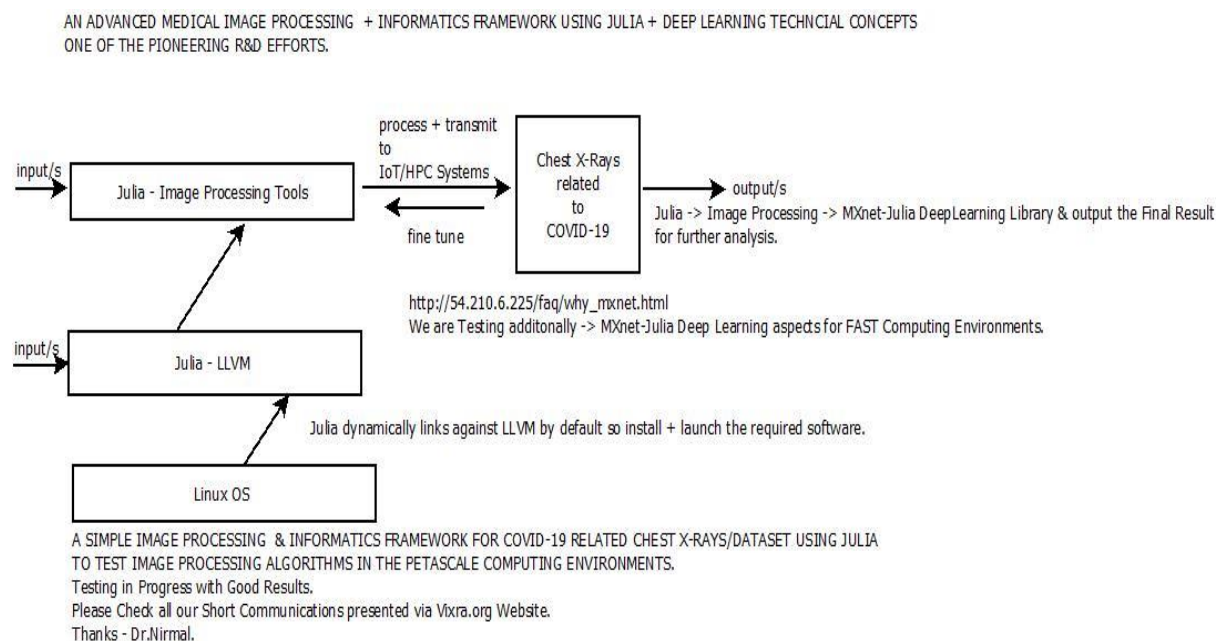 AN ADVANCED MEDICAL IMAGE PROCESSING + INFORMATICS FRAMEWORK USING JULIA + DEEP LEARNING TECHNCIAL CONCEPTS
ONE OF THE PIONEERING R&D EFFORTS.
input/s
Julia - Image Processing Tools
process + transmit
to
IoT/HPC Systems
fine tune
Chest X-Rays
related
to
COVID-19
output/s
Julia -> Image Processing -> MXnet-Julia DeepLearning Library & output the Final Result
for further analysis.
http://54.210.6.225/faq/why_mxnet.html
We are Testing additonally -> MXnet-Julia Deep Learning aspects for FAST Computing Environments.
input/s
Julia - LLVM
Julia dynamically links against LLVM by default so install + launch the required software.
Linux OS
A SIMPLE IMAGE PROCESSING & INFORMATICS FRAMEWORK FOR COVID-19 RELATED CHEST X-RAYS/DATASET USING JULIA
TO TEST IMAGE PROCESSING ALGORITHMS IN THE PETASCALE COMPUTING ENVIRONMENTS.
Testing in Progress with Good Results.
Please Check all our Short Communications presented via Vixra.org Website.
Thanks - Dr.Nirmal.